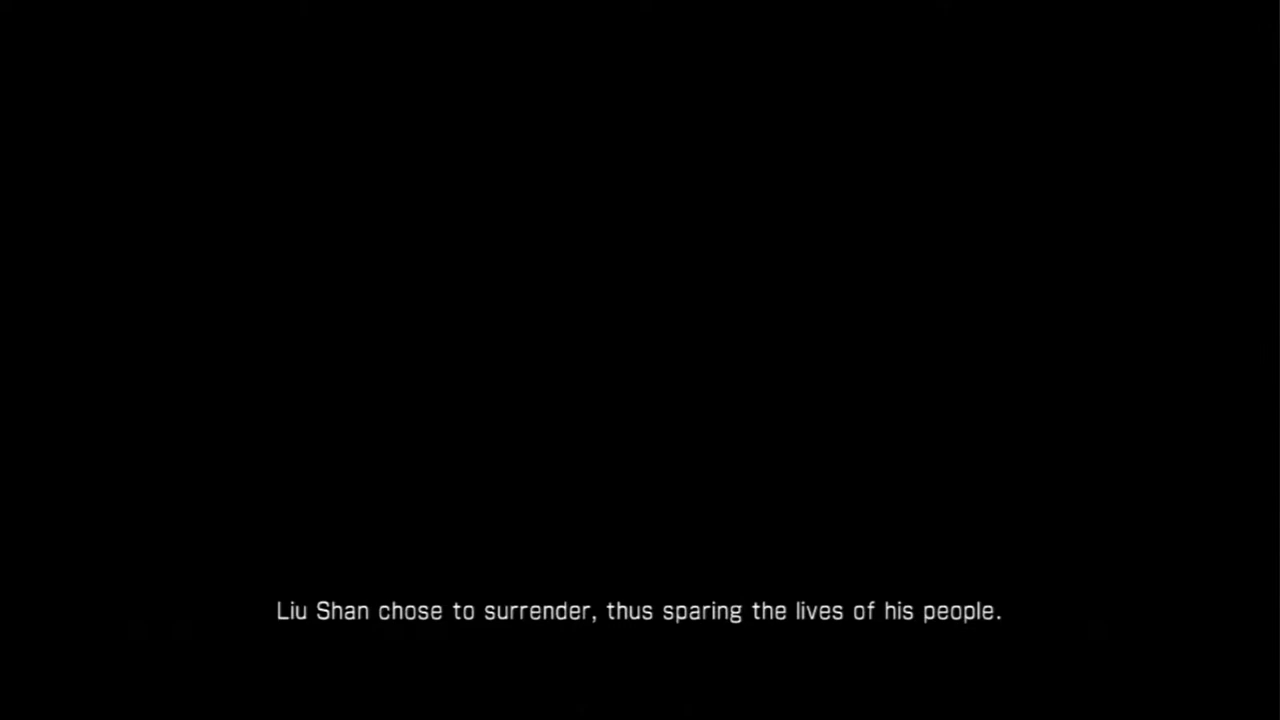 Liu Shan chose to surrender, thus sparing the lives of his people.